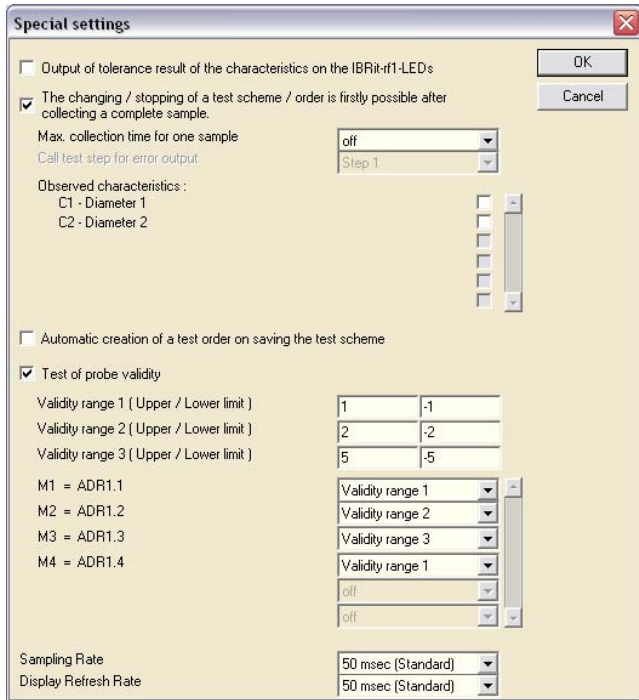 Special settings
Output of tolerance result of the characteristics on the IBRit-rf1-LEDs
OK
The changing / stopping of a test scheme / order is firstly possible after
collecting a complete sample.
Cancel
Max. collection time for one sample
off
Call test step for error output
Step 1
Observed characteristics :
C1 - Diameter 1
C2 - Diameter 2
Automatic creation of a test order on saving the test scheme
Test of probe validity
Validity range 1 ( Upper / Lower limit )
1
-1
Validity range 2 ( Upper / Lower limit )
2
-2
Validity range 3 ( Upper / Lower limit )
5
-5
M1 = ADR1.1
Validity range 1
M2 = ADR1.2
Validity range 2
M3 = ADR1.3
Validity range 3
M4 = ADR1.4
Validity range 1
off
off
Sampling Rate
50 msec (Standard)
Display Refresh Rate
50 msec (Standard)